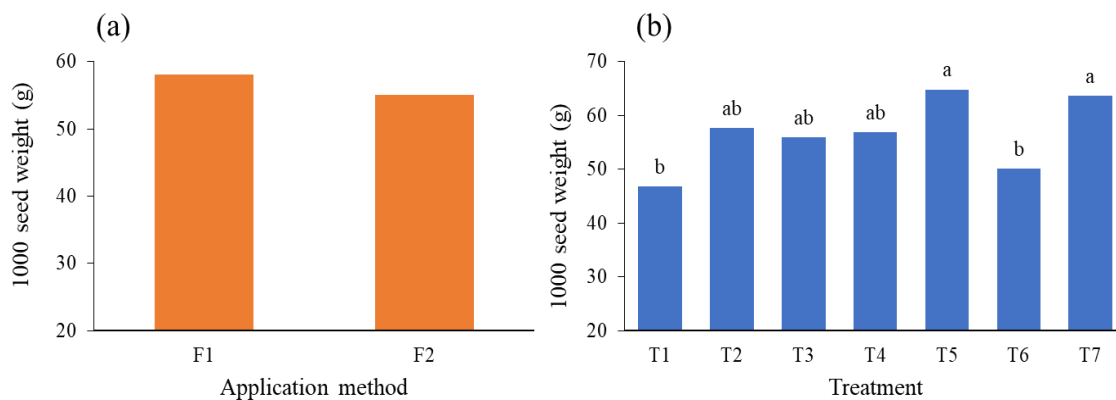 (a)
1000 seed weight (g)
60
50
40
30
20
F1 F2
Application method
(b)
1000 seed weight (g)
70
60
50
40
30
20
b ab ab ab a b a
T1 T2 T3 T4 T5 T6 T7
Treatment